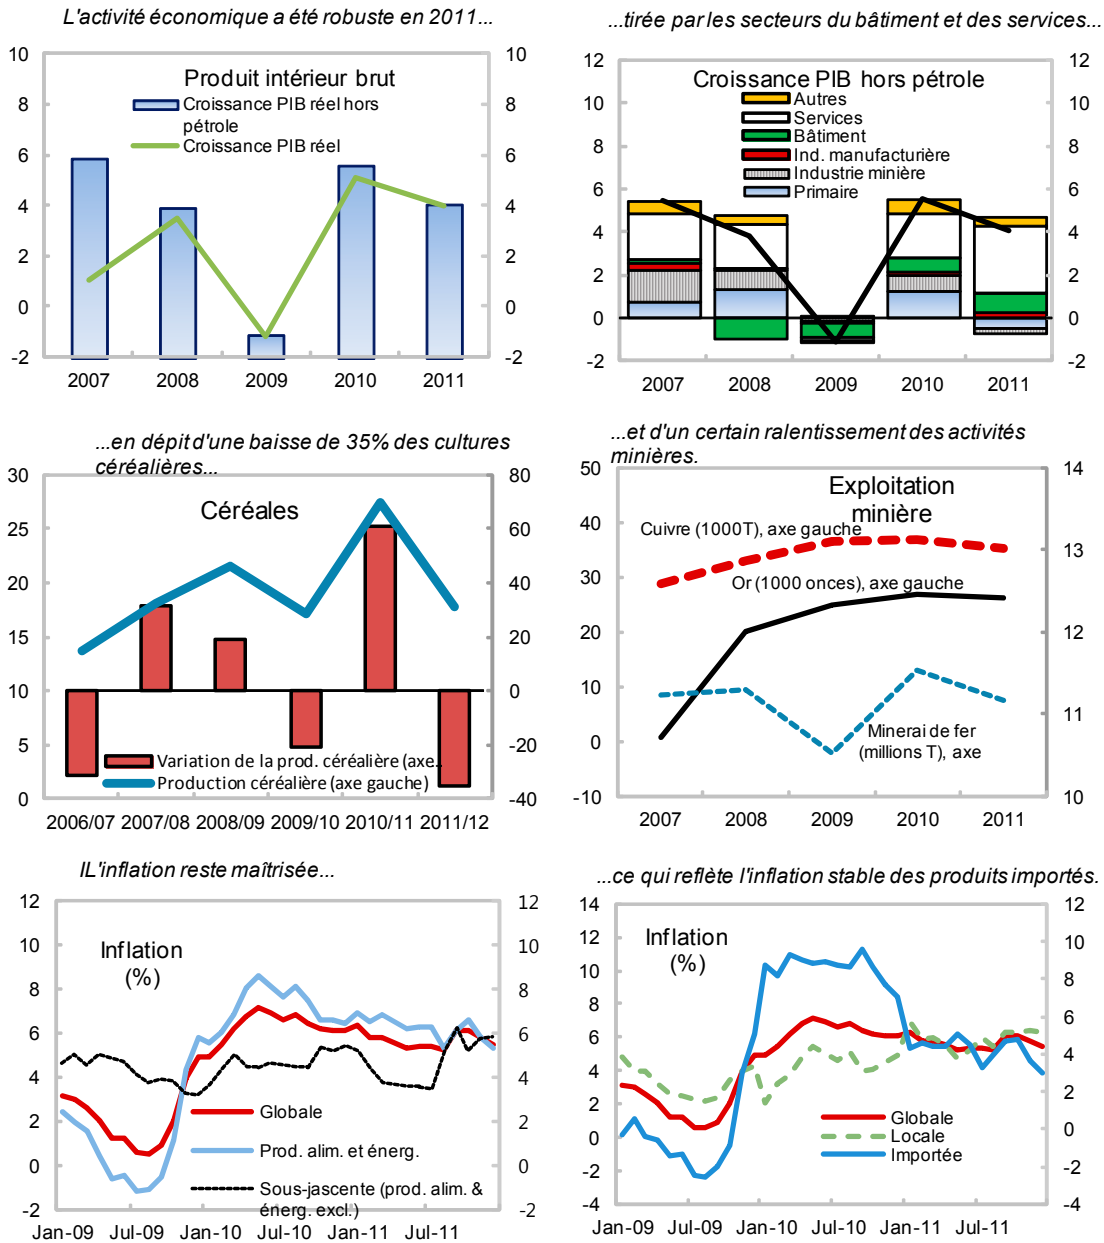 L'activité économique a été robuste en 2011...
10
8
6
4
2
0
-2
10
8
6
4
2
0
-2
Produit intérieur brut
Croissance PIB réel hors
pétrole
Croissance PIB réel
2007 2008 2009 2010 2011
...tirée par les secteurs du bâtiment et des services...
12
10
8
6
4
2
0
-2
12
10
8
6
4
2
0
-2
Croissance PIB hors pétrole
Autres
Services
Bâtiment
Ind. manufacturière
Industrie minière
Primaire
2007 2008 2009 2010 2011
...en dépit d'une baisse de 35% des cultures
céréalières...
30
25
20
15
10
5
0
80
60
40
20
0
-20
-40
Céréales
Variation de la prod. céréalière (axe..
Production céréalière (axe gauche)
2006/07 2007/08 2008/09 2009/10 2010/11 2011/12
...et d'un certain ralentissement des activités
minières.
50
40
30
20
10
0
-10
14
13
12
11
10
Exploitation
minière
Cuivre (1000T), axe gauche
Or (1000 onces), axe gauche
Minerai de fer
(millions T), axe
2007 2008 2009 2010 2011
IL'inflation reste maîtrisée...
12
10
8
6
4
2
0
-2
12
10
8
6
4
2
0
-2
Inflation
(%)
Globale
Prod. alim. et énerg.
Sous-jascente (prod. alim. &
énerg. excl.)
Jan-09 Jul-09 Jan-10 Jul-10 Jan-11 Jul-11
...ce qui reflète l'inflation stable des produits importés.
14
12
10
8
6
4
2
0
-2
-4
12
10
8
6
4
2
0
-2
-4
Inflation
(%)
Globale
Locale
Importée
Jan-09 Jul-09 Jan-10 Jul-10 Jan-11 Jul-11